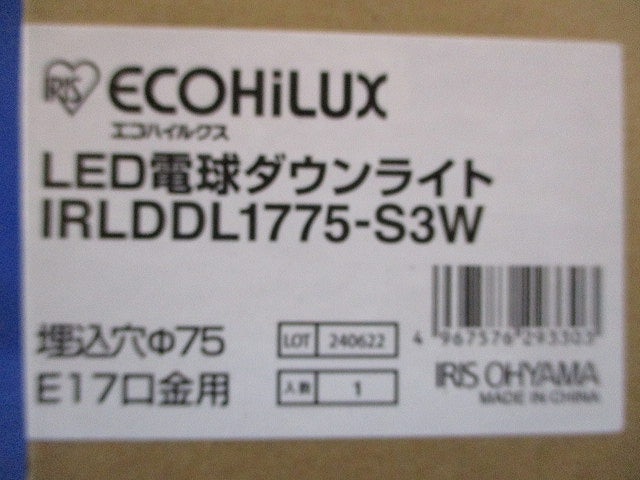 IRIS ECOHiLUX
エコハイルクス
LED電球ダウンライト
IRLDDL1775-S3W
埋込穴Φ75
E17口金用
LOT 240622
入数 1
4 967576 293303
IRIS OHYAMA
MADE IN CHINA